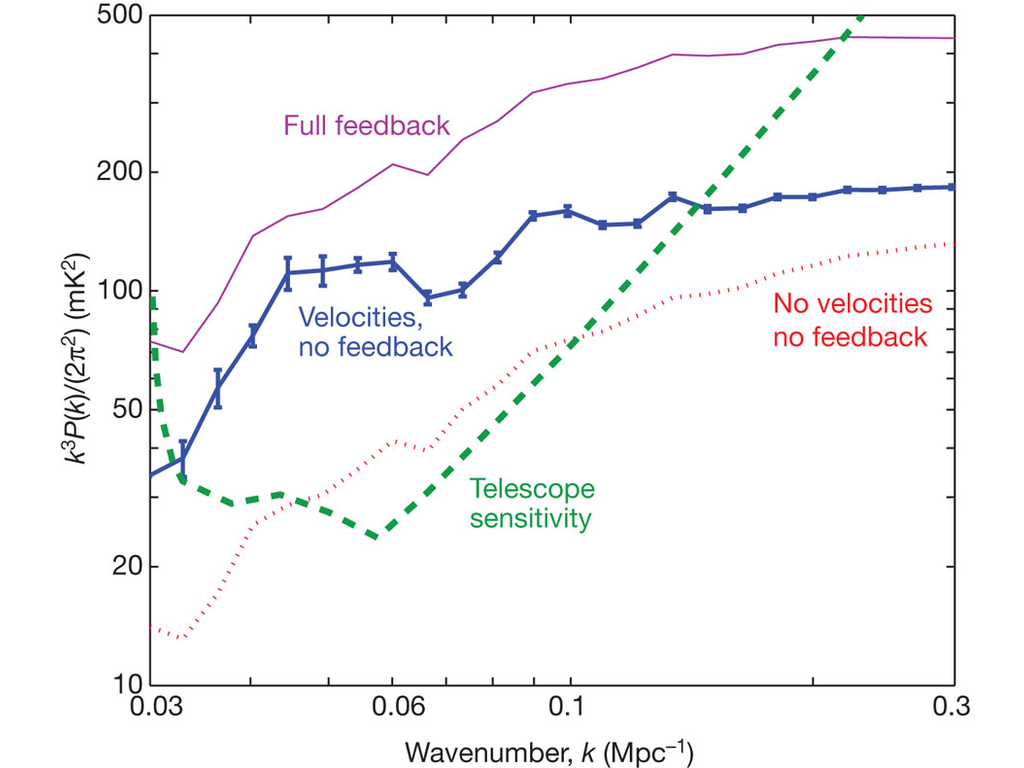 500
200
100
50
20
10
k³P(k)/(2π²) (mK²)
Full feedback
Velocities,
no feedback
No velocities
no feedback
Telescope
sensitivity
0.03
0.06
0.1
0.3
Wavenumber, k (Mpc⁻¹)